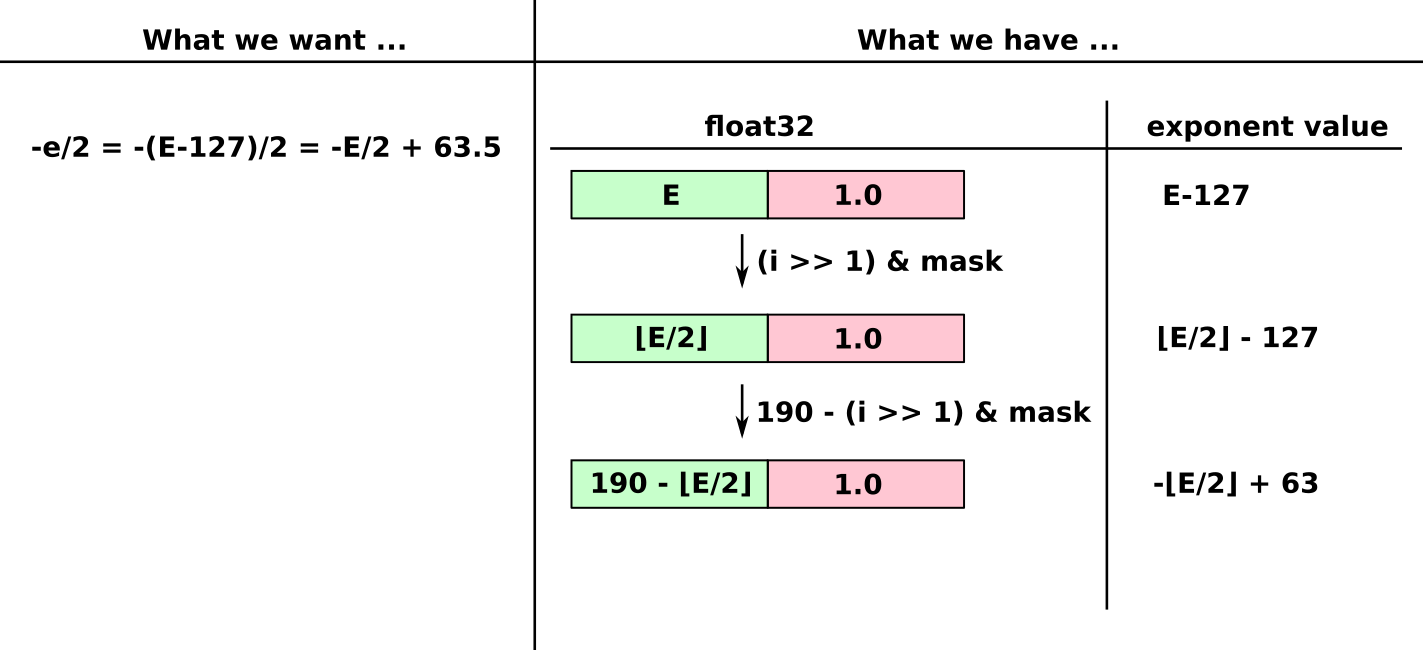 What we want ...
What we have ...
-e/2 = -(E-127)/2 = -E/2 + 63.5
float32
exponent value
E
1.0
E-127
(i >> 1) & mask
⌊E/2⌋
1.0
⌊E/2⌋ - 127
190 - (i >> 1) & mask
190 - ⌊E/2⌋
1.0
-⌊E/2⌋ + 63